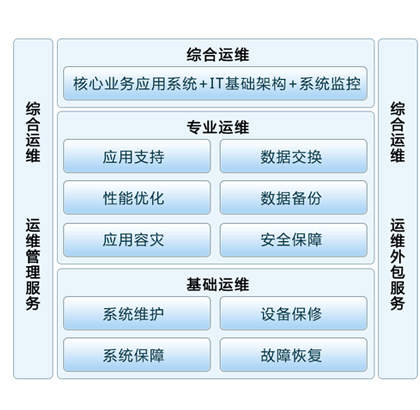 综合运维
运维管理服务
综合运维
核心业务应用系统+IT基础架构+系统监控
专业运维
应用支持
数据交换
性能优化
数据备份
应用容灾
安全保障
基础运维
系统维护
设备保修
系统保障
故障恢复
综合运维
运维外包服务